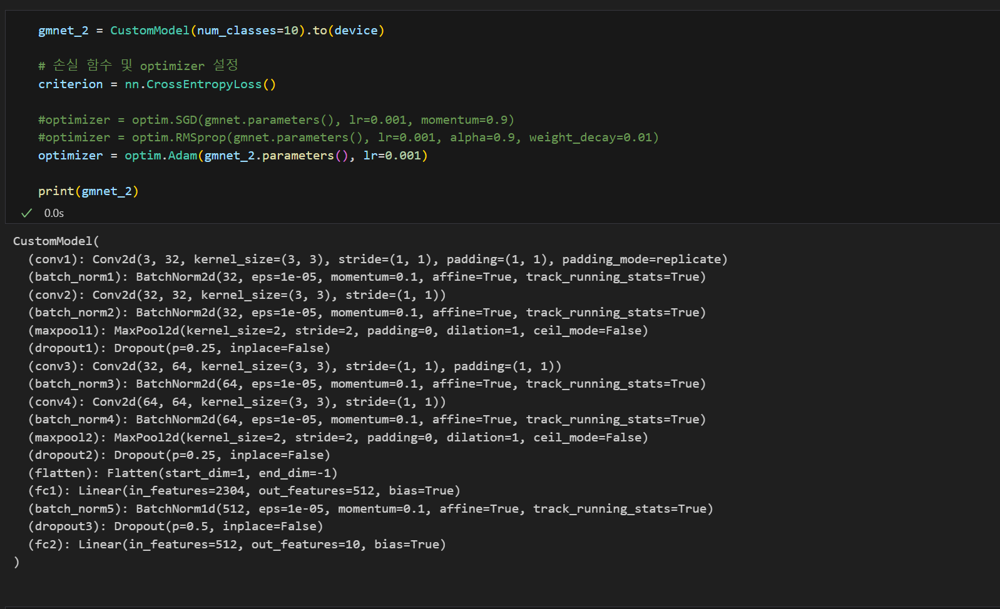 gmnet_2 = CustomModel(num_classes=10).to(device)
# 손실 함수 및 optimizer 설정
criterion = nn.CrossEntropyLoss()
#optimizer = optim.SGD(gmnet.parameters(), lr=0.001, momentum=0.9)
#optimizer = optim.RMSprop(gmnet.parameters(), lr=0.001, alpha=0.9, weight_decay=0.01)
optimizer = optim.Adam(gmnet_2.parameters(), lr=0.001)
print(gmnet_2)
0.0s
CustomModel(
  (conv1): Conv2d(3, 32, kernel_size=(3, 3), stride=(1, 1), padding=(1, 1), padding_mode=replicate)
  (batch_norm1): BatchNorm2d(32, eps=1e-05, momentum=0.1, affine=True, track_running_stats=True)
  (conv2): Conv2d(32, 32, kernel_size=(3, 3), stride=(1, 1))
  (batch_norm2): BatchNorm2d(32, eps=1e-05, momentum=0.1, affine=True, track_running_stats=True)
  (maxpool1): MaxPool2d(kernel_size=2, stride=2, padding=0, dilation=1, ceil_mode=False)
  (dropout1): Dropout(p=0.25, inplace=False)
  (conv3): Conv2d(32, 64, kernel_size=(3, 3), stride=(1, 1), padding=(1, 1))
  (batch_norm3): BatchNorm2d(64, eps=1e-05, momentum=0.1, affine=True, track_running_stats=True)
  (conv4): Conv2d(64, 64, kernel_size=(3, 3), stride=(1, 1))
  (batch_norm4): BatchNorm2d(64, eps=1e-05, momentum=0.1, affine=True, track_running_stats=True)
  (maxpool2): MaxPool2d(kernel_size=2, stride=2, padding=0, dilation=1, ceil_mode=False)
  (dropout2): Dropout(p=0.25, inplace=False)
  (flatten): Flatten(start_dim=1, end_dim=-1)
  (fc1): Linear(in_features=2304, out_features=512, bias=True)
  (batch_norm5): BatchNorm1d(512, eps=1e-05, momentum=0.1, affine=True, track_running_stats=True)
  (dropout3): Dropout(p=0.5, inplace=False)
  (fc2): Linear(in_features=512, out_features=10, bias=True)
)